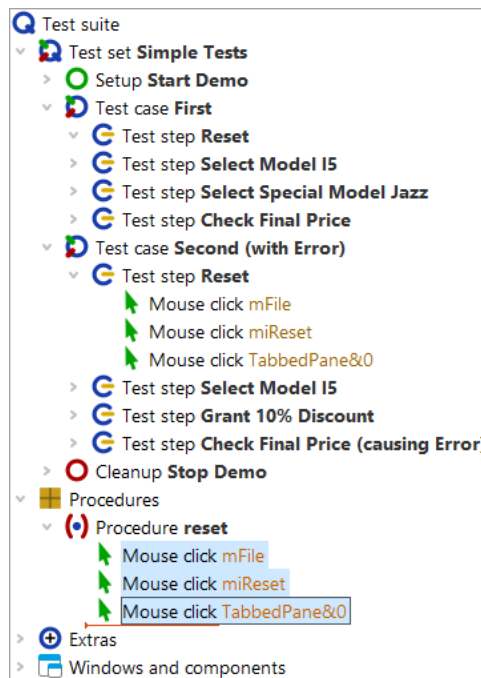 Test suite
Test set Simple Tests
Setup Start Demo
Test case First
Test step Reset
Test step Select Model I5
Test step Select Special Model Jazz
Test step Check Final Price
Test case Second (with Error)
Test step Reset
Mouse click mFile
Mouse click miReset
Mouse click TabbedPane&0
Test step Select Model I5
Test step Grant 10% Discount
Test step Check Final Price (causing Error)
Cleanup Stop Demo
Procedures
Procedure reset
Mouse click mFile
Mouse click miReset
Mouse click TabbedPane&0
Extras
Windows and components